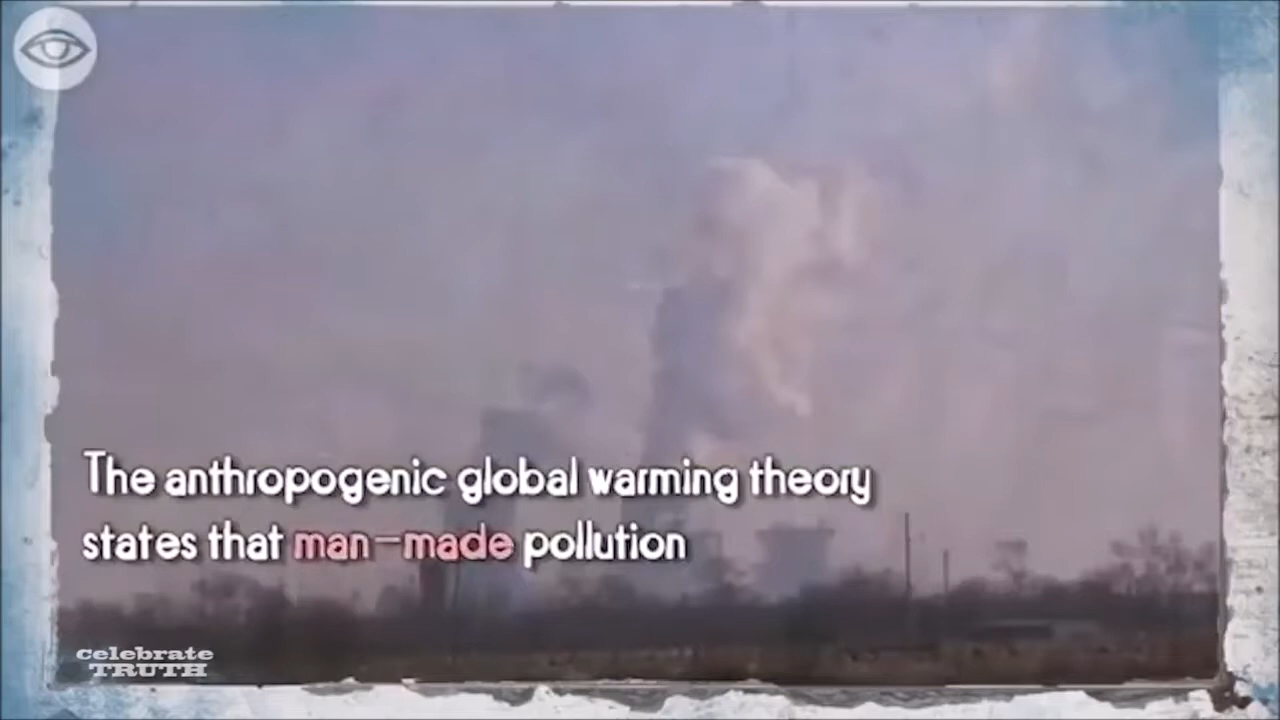 The anthropogenic global warming theory
states that man-made pollution
celebrate
TRUTH